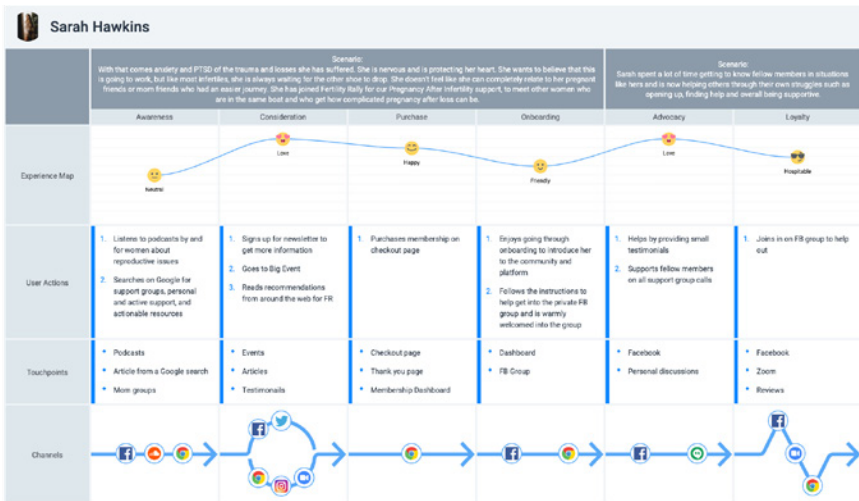 Sarah Hawkins
Scenario:
With that comes anxiety and PTSD of the trauma and losses she has suffered. She is nervous and is protecting her heart. She wants to believe that this
is going to work, but like most infertiles, she is always waiting for the other shoe to drop. She doesn't feel like she can completely relate to her pregnant
friends or mom friends who had an easier journey. She has joined Fertility Rally for our Pregnancy After Infertility support, to meet other women who
are in the same boat and who get how complicated pregnancy after loss can be.
Scenario:
Sarah spent a lot of time getting to know fellow members in situations
like hers and is now helping others through their own struggles such as
opening up, finding help and overall being supportive.
Awareness
Consideration
Purchase
Onboarding
Advocacy
Loyalty
Experience Map
Neutral
Love
Happy
Friendly
Love
Hospitable
User Actions
1. Listens to podcasts by and
for women about
reproductive issues
2. Searches on Google for
support groups, personal
and active support, and
actionable resources
1. Signs up for newsletter to
get more information
2. Goes to Big Event
3. Reads recommendations
from around the web for FR
1. Purchases membership on
checkout page
1. Enjoys going through
onboarding to introduce her
to the community and
platform
2. Follows the instructions to
help get into the private FB
group and is warmly
welcomed into the group
1. Helps by providing small
testimonials
2. Supports fellow members
on all support group calls
1. Joins in on FB group to help
out
Touchpoints
• Podcasts
• Article from a Google search
• Mom groups
• Events
• Articles
• Testimonails
• Checkout page
• Thank you page
• Membership Dashboard
• Dashboard
• FB Group
• Facebook
• Personal discussions
• Facebook
• Zoom
• Reviews
Channels